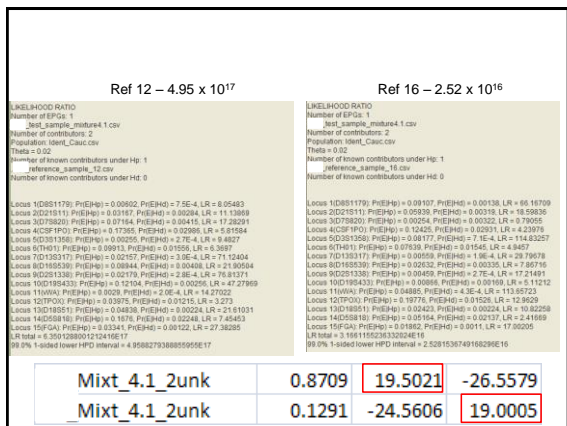 Ref 12 – 4.95 x 10¹⁷
LIKELIHOOD RATIO
Number of EPGs: 1
_test_sample_mixture4.1.csv
Number of contributors: 2
Population: Ident_Cauc.csv
Theta = 0.02
Number of known contributors under Hp: 1
_reference_sample_12.csv
Number of known contributors under Hd: 0
Locus 1(D8S1179): Pr(E|Hp) = 0.00602, Pr(E|Hd) = 7.5E-4, LR = 8.05483
Locus 2(D21S11): Pr(E|Hp) = 0.03167, Pr(E|Hd) = 0.00284, LR = 11.13869
Locus 3(D7S820): Pr(E|Hp) = 0.07164, Pr(E|Hd) = 0.00415, LR = 17.28291
Locus 4(CSF1PO): Pr(E|Hp) = 0.17365, Pr(E|Hd) = 0.02986, LR = 5.81584
Locus 5(D3S1358): Pr(E|Hp) = 0.00255, Pr(E|Hd) = 2.7E-4, LR = 9.4827
Locus 6(TH01): Pr(E|Hp) = 0.09913, Pr(E|Hd) = 0.01556, LR = 6.3697
Locus 7(D13S317): Pr(E|Hp) = 0.02157, Pr(E|Hd) = 3.0E-4, LR = 71.12404
Locus 8(D16S539): Pr(E|Hp) = 0.08944, Pr(E|Hd) = 0.00408, LR = 21.90504
Locus 9(D2S1338): Pr(E|Hp) = 0.02179, Pr(E|Hd) = 2.8E-4, LR = 76.81371
Locus 10(D19S433): Pr(E|Hp) = 0.12104, Pr(E|Hd) = 0.00256, LR = 47.27969
Locus 11(vWA): Pr(E|Hp) = 0.0029, Pr(E|Hd) = 2.0E-4, LR = 14.27022
Locus 12(TPOX): Pr(E|Hp) = 0.03975, Pr(E|Hd) = 0.01215, LR = 3.273
Locus 13(D18S51): Pr(E|Hp) = 0.04838, Pr(E|Hd) = 0.00224, LR = 21.61031
Locus 14(D5S818): Pr(E|Hp) = 0.1676, Pr(E|Hd) = 0.02248, LR = 7.45453
Locus 15(FGA): Pr(E|Hp) = 0.03341, Pr(E|Hd) = 0.00122, LR = 27.38285
LR total = 6.3501288001212416E17
99.0% 1-sided lower HPD interval = 4.9588279388855955E17
Ref 16 – 2.52 x 10¹⁶
LIKELIHOOD RATIO
Number of EPGs: 1
_test_sample_mixture4.1.csv
Number of contributors: 2
Population: Ident_Cauc.csv
Theta = 0.02
Number of known contributors under Hp: 1
_reference_sample_16.csv
Number of known contributors under Hd: 0
Locus 1(D8S1179): Pr(E|Hp) = 0.09107, Pr(E|Hd) = 0.00138, LR = 66.16709
Locus 2(D21S11): Pr(E|Hp) = 0.05939, Pr(E|Hd) = 0.00319, LR = 18.59836
Locus 3(D7S820): Pr(E|Hp) = 0.00254, Pr(E|Hd) = 0.00322, LR = 0.79055
Locus 4(CSF1PO): Pr(E|Hp) = 0.12425, Pr(E|Hd) = 0.02931, LR = 4.23976
Locus 5(D3S1358): Pr(E|Hp) = 0.08177, Pr(E|Hd) = 7.1E-4, LR = 114.83257
Locus 6(TH01): Pr(E|Hp) = 0.07639, Pr(E|Hd) = 0.01545, LR = 4.9457
Locus 7(D13S317): Pr(E|Hp) = 0.00559, Pr(E|Hd) = 1.9E-4, LR = 29.79678
Locus 8(D16S539): Pr(E|Hp) = 0.02632, Pr(E|Hd) = 0.00335, LR = 7.86716
Locus 9(D2S1338): Pr(E|Hp) = 0.00459, Pr(E|Hd) = 2.7E-4, LR = 17.21491
Locus 10(D19S433): Pr(E|Hp) = 0.00866, Pr(E|Hd) = 0.00169, LR = 5.11212
Locus 11(vWA): Pr(E|Hp) = 0.04885, Pr(E|Hd) = 4.3E-4, LR = 113.65723
Locus 12(TPOX): Pr(E|Hp) = 0.19776, Pr(E|Hd) = 0.01526, LR = 12.9629
Locus 13(D18S51): Pr(E|Hp) = 0.02423, Pr(E|Hd) = 0.00224, LR = 10.82258
Locus 14(D5S818): Pr(E|Hp) = 0.05164, Pr(E|Hd) = 0.02137, LR = 2.41669
Locus 15(FGA): Pr(E|Hp) = 0.01862, Pr(E|Hd) = 0.0011, LR = 17.00205
LR total = 3.1661155236332024E16
99.0% 1-sided lower HPD interval = 2.5281536749168296E16
Mixt_4.1_2unk 0.8709 19.5021 -26.5579
_Mixt_4.1_2unk 0.1291 -24.5606 19.0005